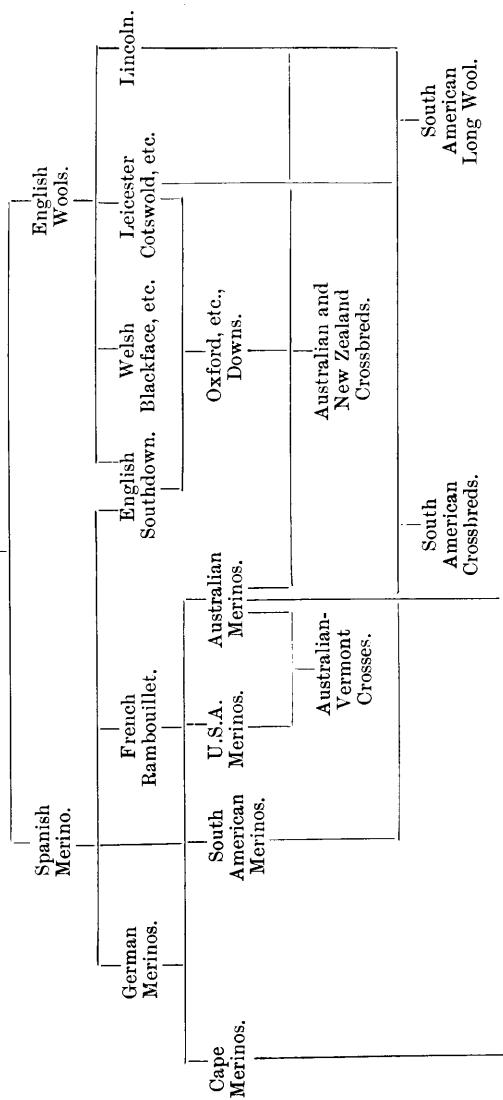 Spanish
Merino.
English
Wools.
German
Merinos.
French
Rambouillet.
English
Southdown.
Welsh
Blackface, etc.
Leicester
Cotswold, etc.
Lincoln.
Cape
Merinos.
South
American
Merinos.
U.S.A.
Merinos.
Australian
Merinos.
Oxford, etc.,
Downs.
Australian-
Vermont
Crosses.
Australian and
New Zealand
Crossbreds.
South
American
Crossbreds.
South
American
Long Wool.